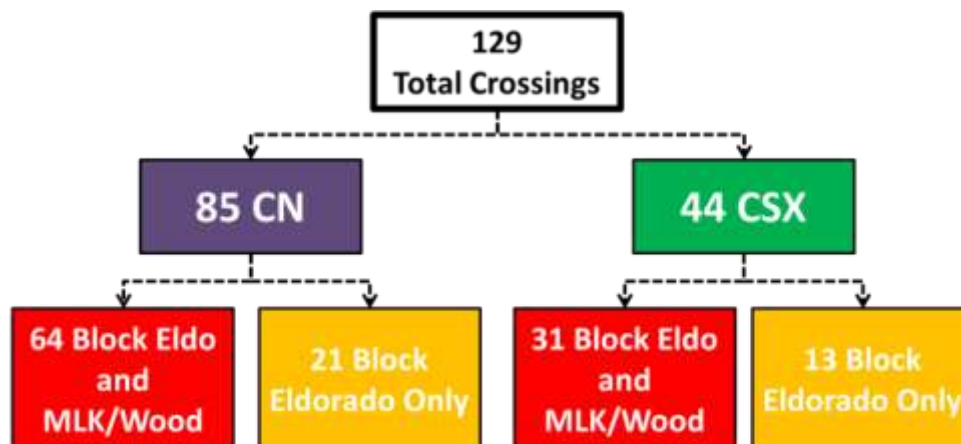 129
Total Crossings
85 CN
44 CSX
64 Block Eldo
and
MLK/Wood
21 Block
Eldorado Only
31 Block Eldo
and
MLK/Wood
13 Block
Eldorado Only